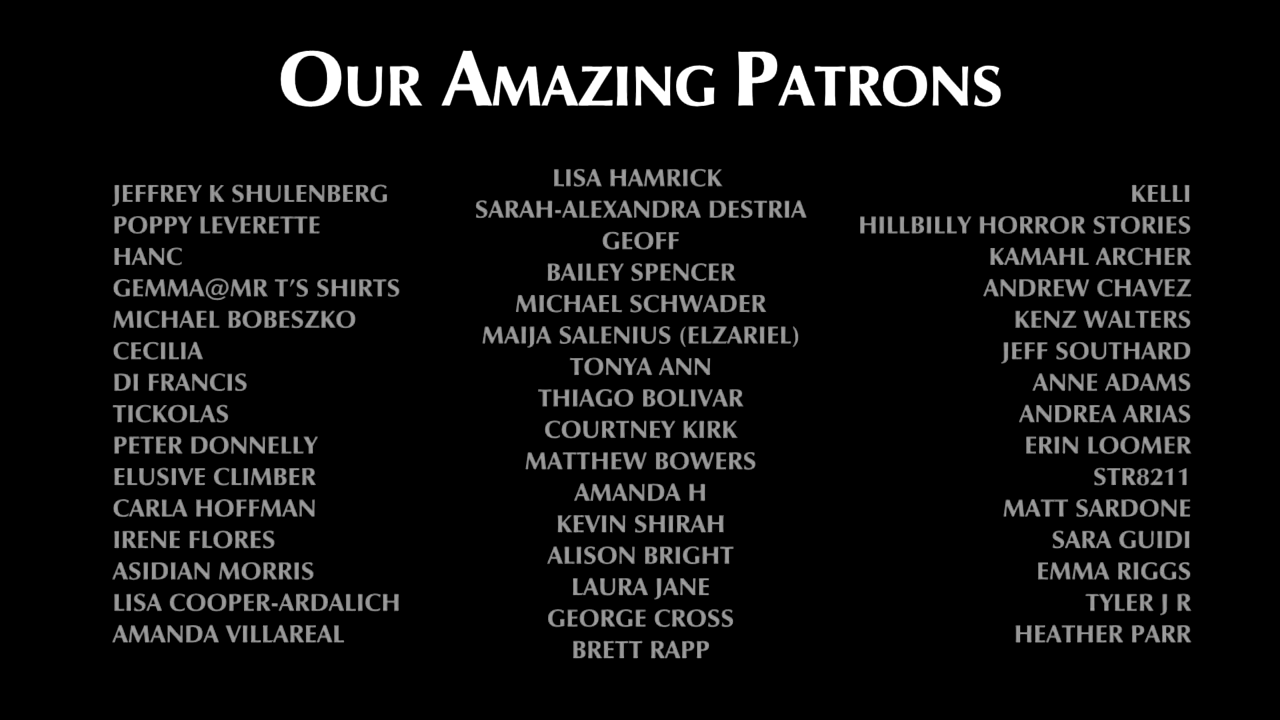 OUR AMAZING PATRONS
JEFFREY K SHULENBERG
POPPY LEVERETTE
HANC
GEMMA@MR T’S SHIRTS
MICHAEL BOBESZKO
CECILIA
DI FRANCIS
TICKOLAS
PETER DONNELLY
ELUSIVE CLIMBER
CARLA HOFFMAN
IRENE FLORES
ASIDIAN MORRIS
LISA COOPER-ARDALICH
AMANDA VILLAREAL
LISA HAMRICK
SARAH-ALEXANDRA DESTRIA
GEOFF
BAILEY SPENCER
MICHAEL SCHWADER
MAIJA SALENIUS (ELZARIEL)
TONYA ANN
THIAGO BOLIVAR
COURTNEY KIRK
MATTHEW BOWERS
AMANDA H
KEVIN SHIRAH
ALISON BRIGHT
LAURA JANE
GEORGE CROSS
BRETT RAPP
KELLI
HILLBILLY HORROR STORIES
KAMAHL ARCHER
ANDREW CHAVEZ
KENZ WALTERS
JEFF SOUTHARD
ANNE ADAMS
ANDREA ARIAS
ERIN LOOMER
STR8211
MATT SARDONE
SARA GUIDI
EMMA RIGGS
TYLER J R
HEATHER PARR